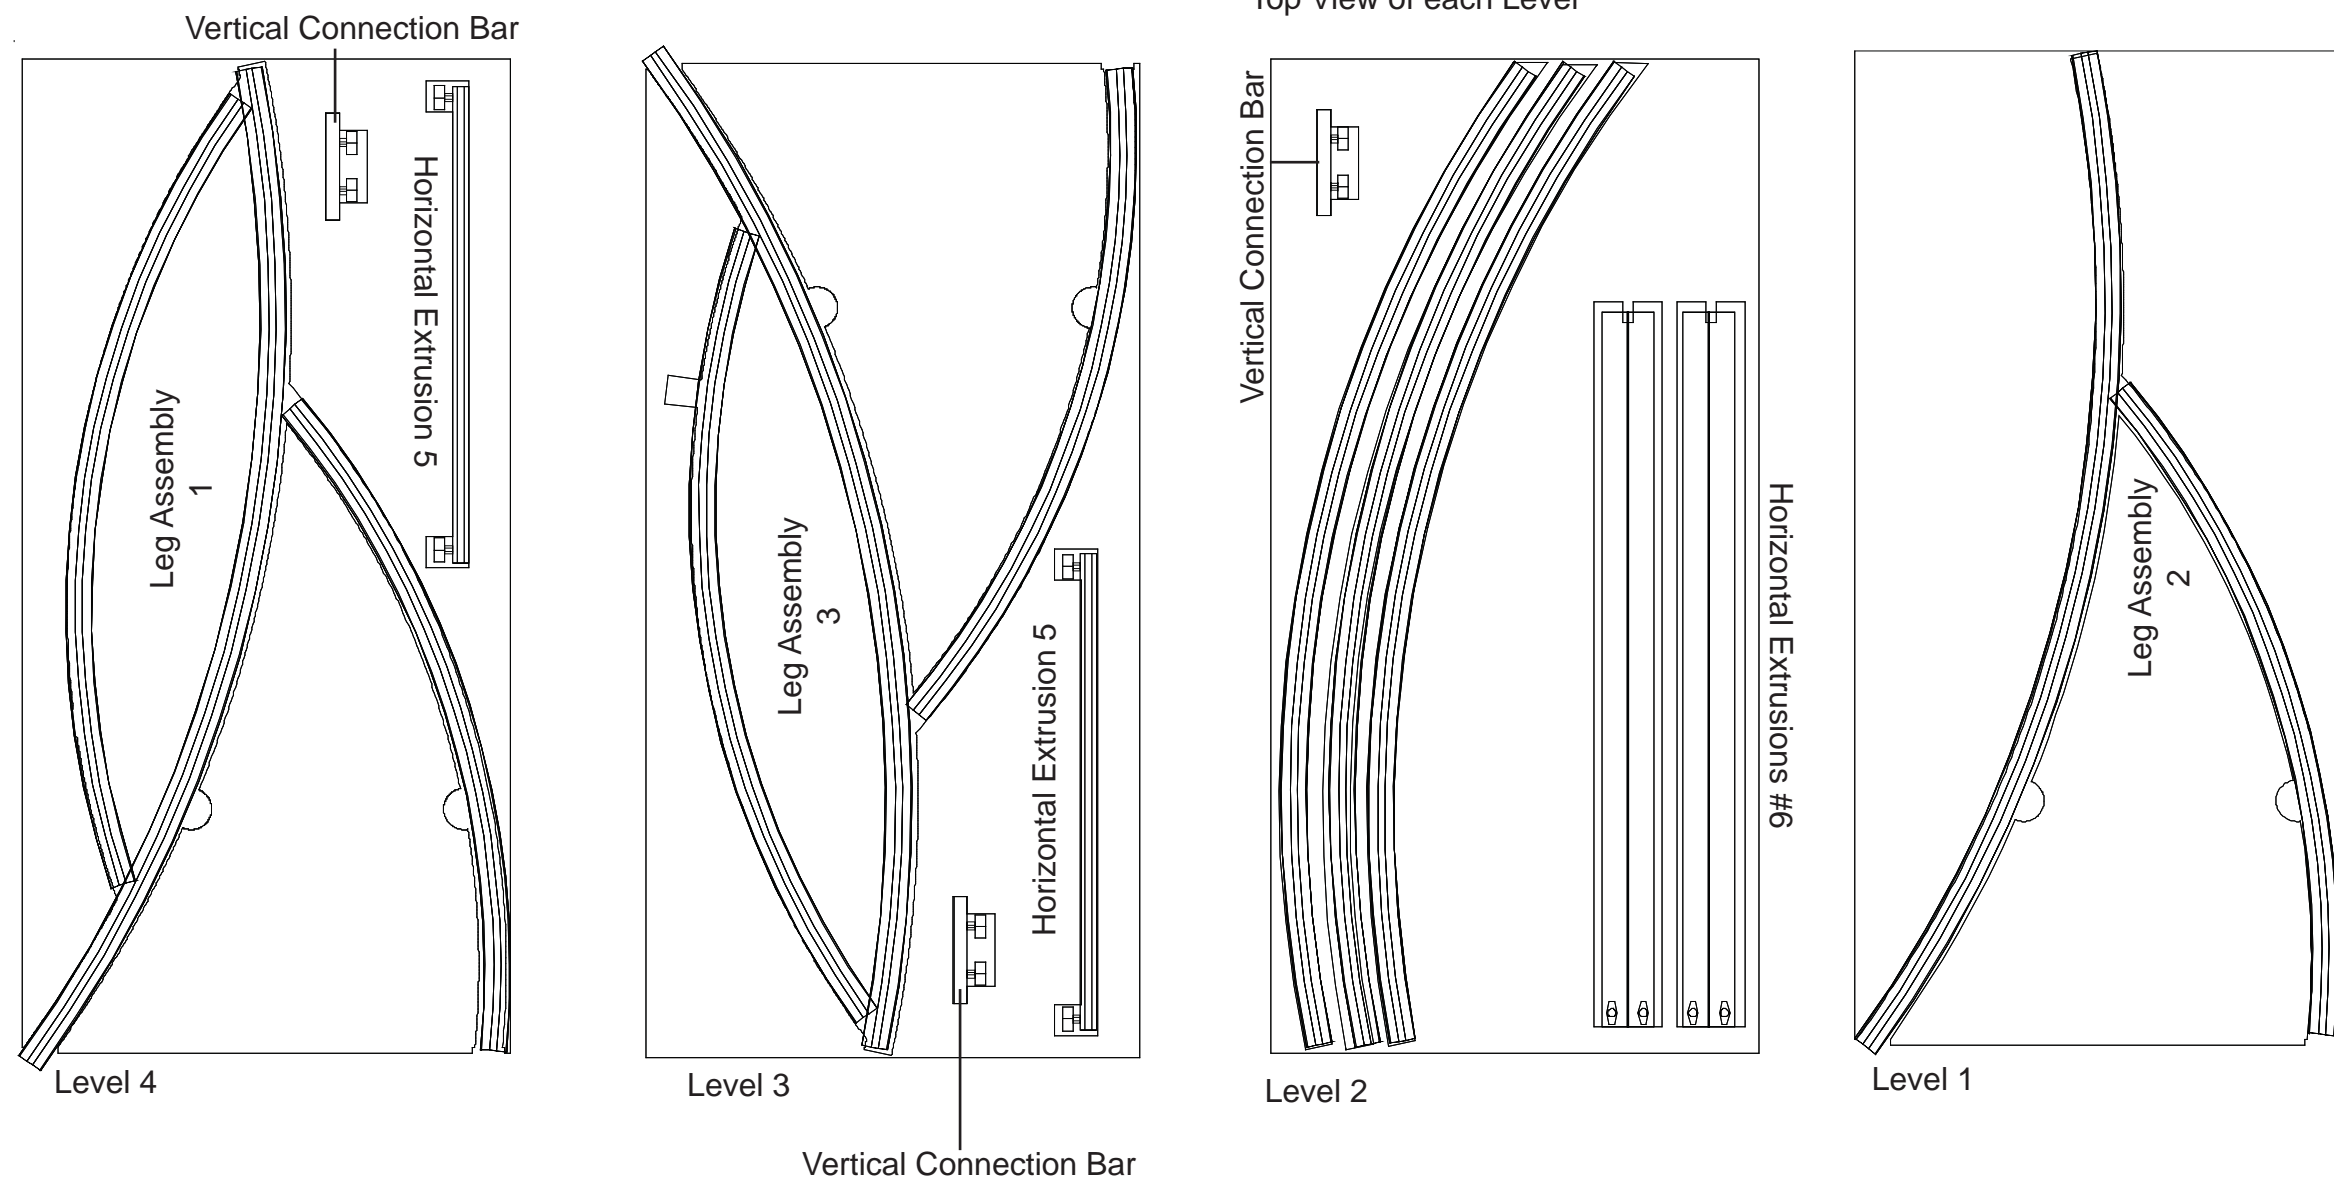 Top View of each Level
Vertical Connection Bar
Horizontal Extrusion 5
Leg Assembly
1
Level 4
Leg Assembly
3
Horizontal Extrusion 5
Level 3
Vertical Connection Bar
Vertical Connection Bar
Horizontal Extrusions #6
Level 2
Leg Assembly
2
Level 1